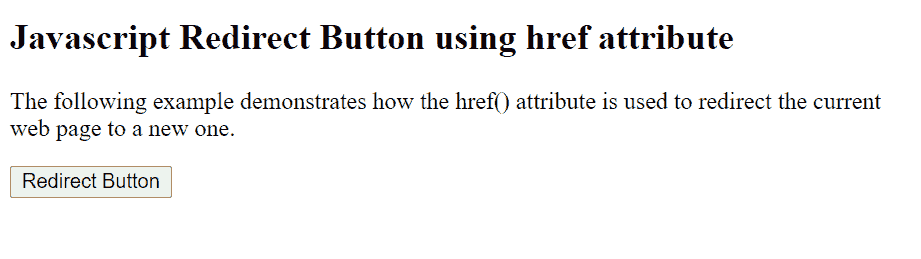 Javascript Redirect Button using href attribute
The following example demonstrates how the href() attribute is used to redirect the current
web page to a new one.
Redirect Button